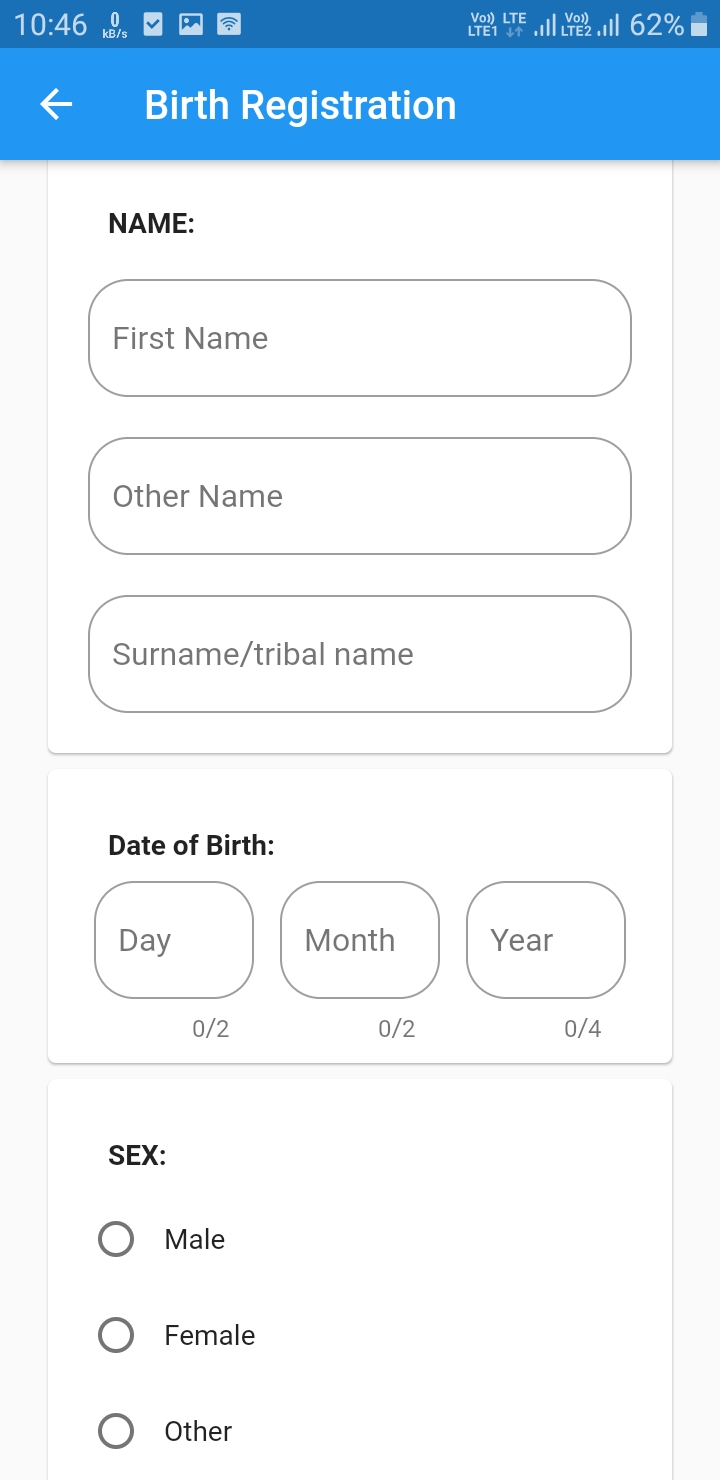 10:46 0 kB/s Vo)) LTE1 LTE Vo)) LTE2 62%
Birth Registration
NAME:
First Name
Other Name
Surname/tribal name
Date of Birth:
Day Month Year
0/2 0/2 0/4
SEX:
Male
Female
Other